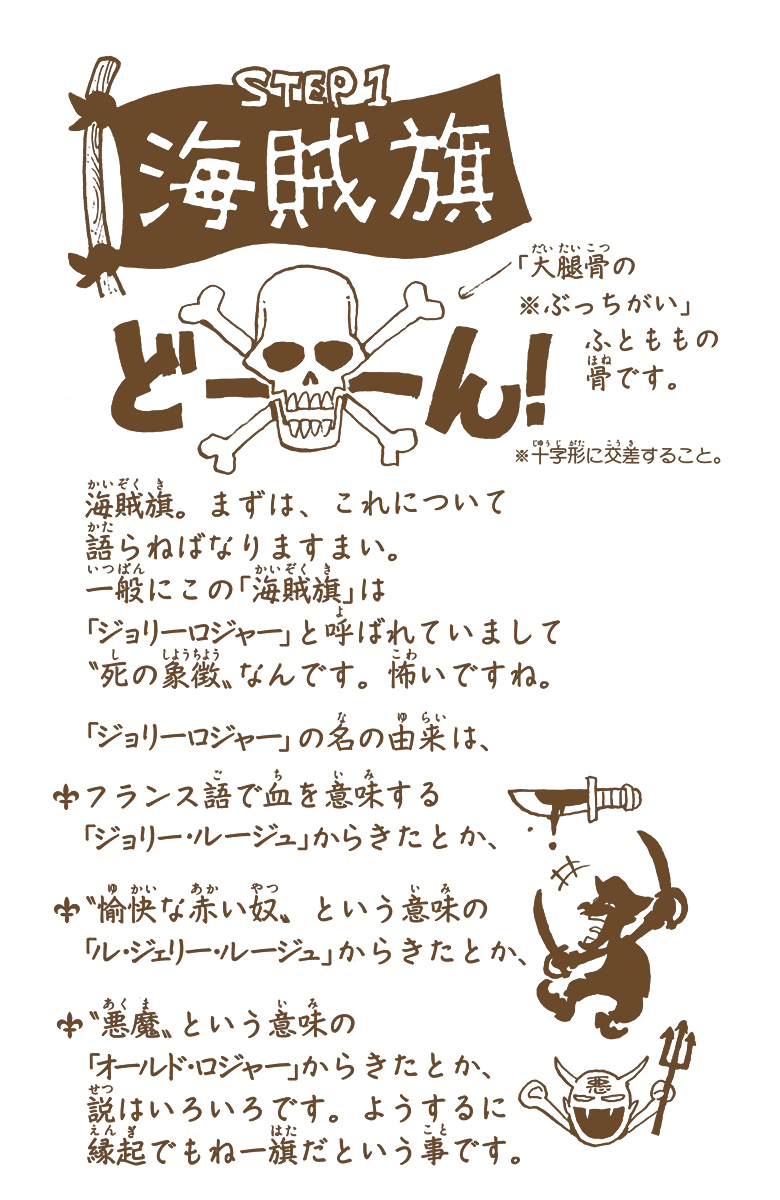 STEP1
海賊旗
どーーん!
「大腿骨の
※ぶっちがい」
ふとももの
骨です。
※十字形に交差すること。
海賊旗。まずは、これについて
語らねばなりますまい。
一般にこの「海賊旗」は
「ジョリーロジャー」と呼ばれていまして
〝死の象徴〟なんです。怖いですね。
「ジョリーロジャー」の名の由来は、
フランス語で血を意味する
「ジョリー・ルージュ」からきたとか、
〝愉快な赤い奴〟という意味の
「ル・ジェリー・ルージュ」からきたとか、
〝悪魔〟という意味の
「オールド・ロジャー」からきたとか、
説はいろいろです。ようするに
縁起でもねー旗だという事です。
悪